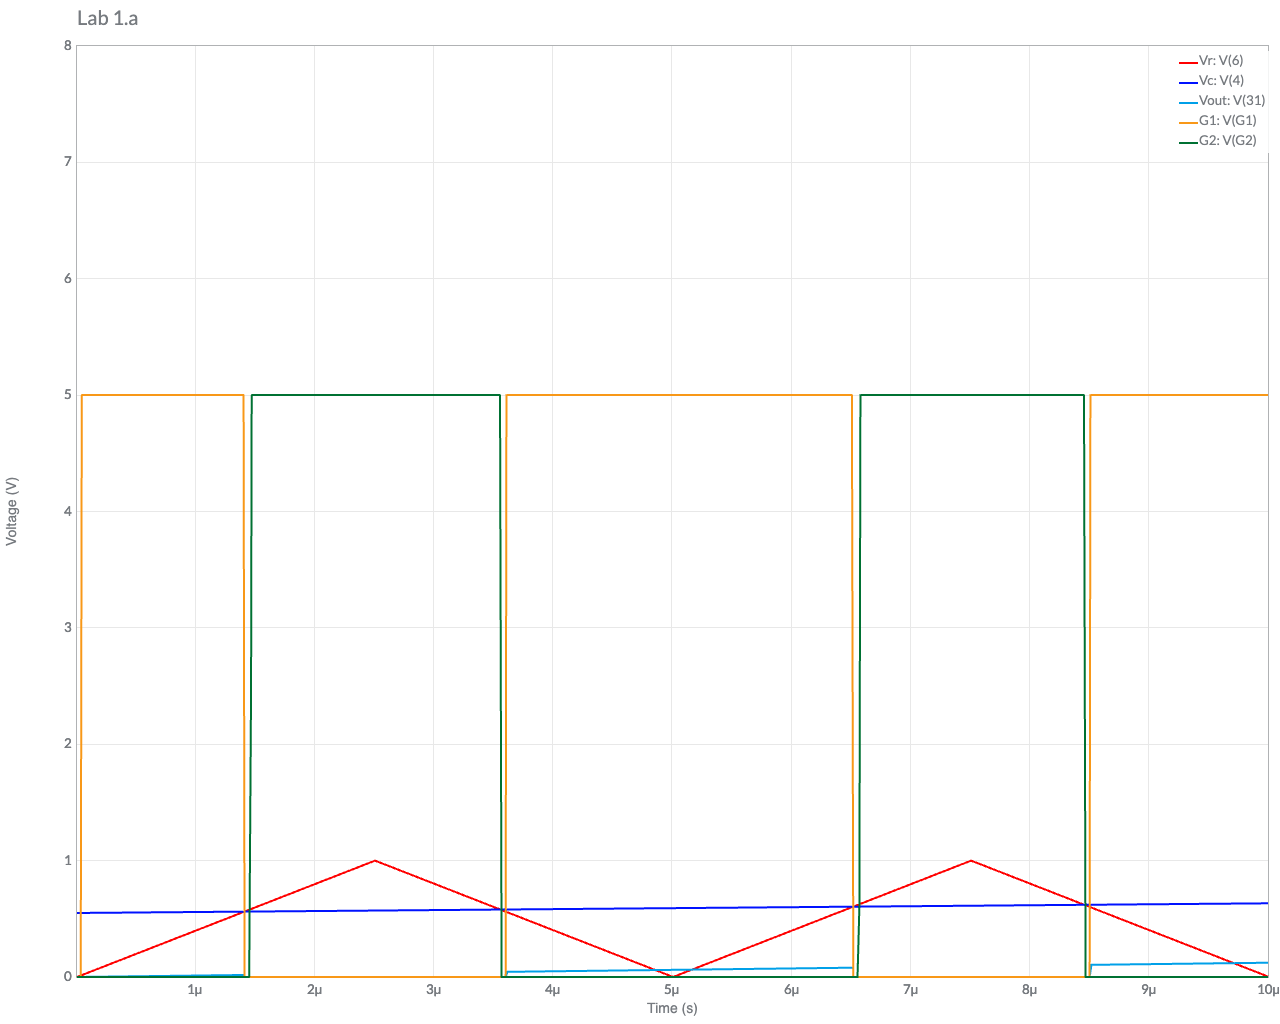 Lab 1.a
Vr: V(6)
Vc: V(4)
Vout: V(31)
G1: V(G1)
G2: V(G2)
8
7
6
5
4
3
2
1
0
Voltage (V)
1μ
2μ
3μ
4μ
5μ
6μ
7μ
8μ
9μ
10μ
Time (s)